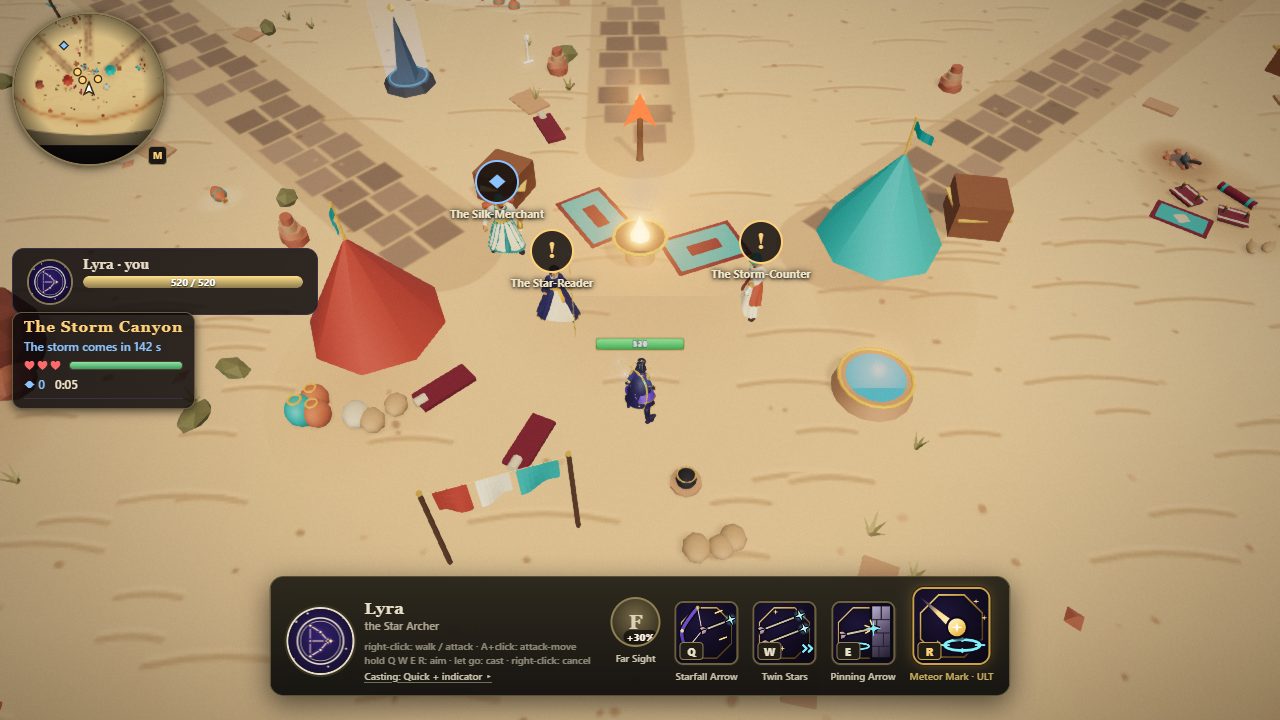 M
The Silk-Merchant
!
The Star-Reader
!
The Storm-Counter
Lyra · you
520 / 520
The Storm Canyon
The storm comes in 142 s
0 0:05
520
Lyra
the Star Archer
right-click: walk / attack · A+click: attack-move
hold Q W E R: aim · let go: cast · right-click: cancel
Casting: Quick + indicator ▸
F
+30%
Far Sight
Q
Starfall Arrow
W
Twin Stars
E
Pinning Arrow
R
Meteor Mark · ULT